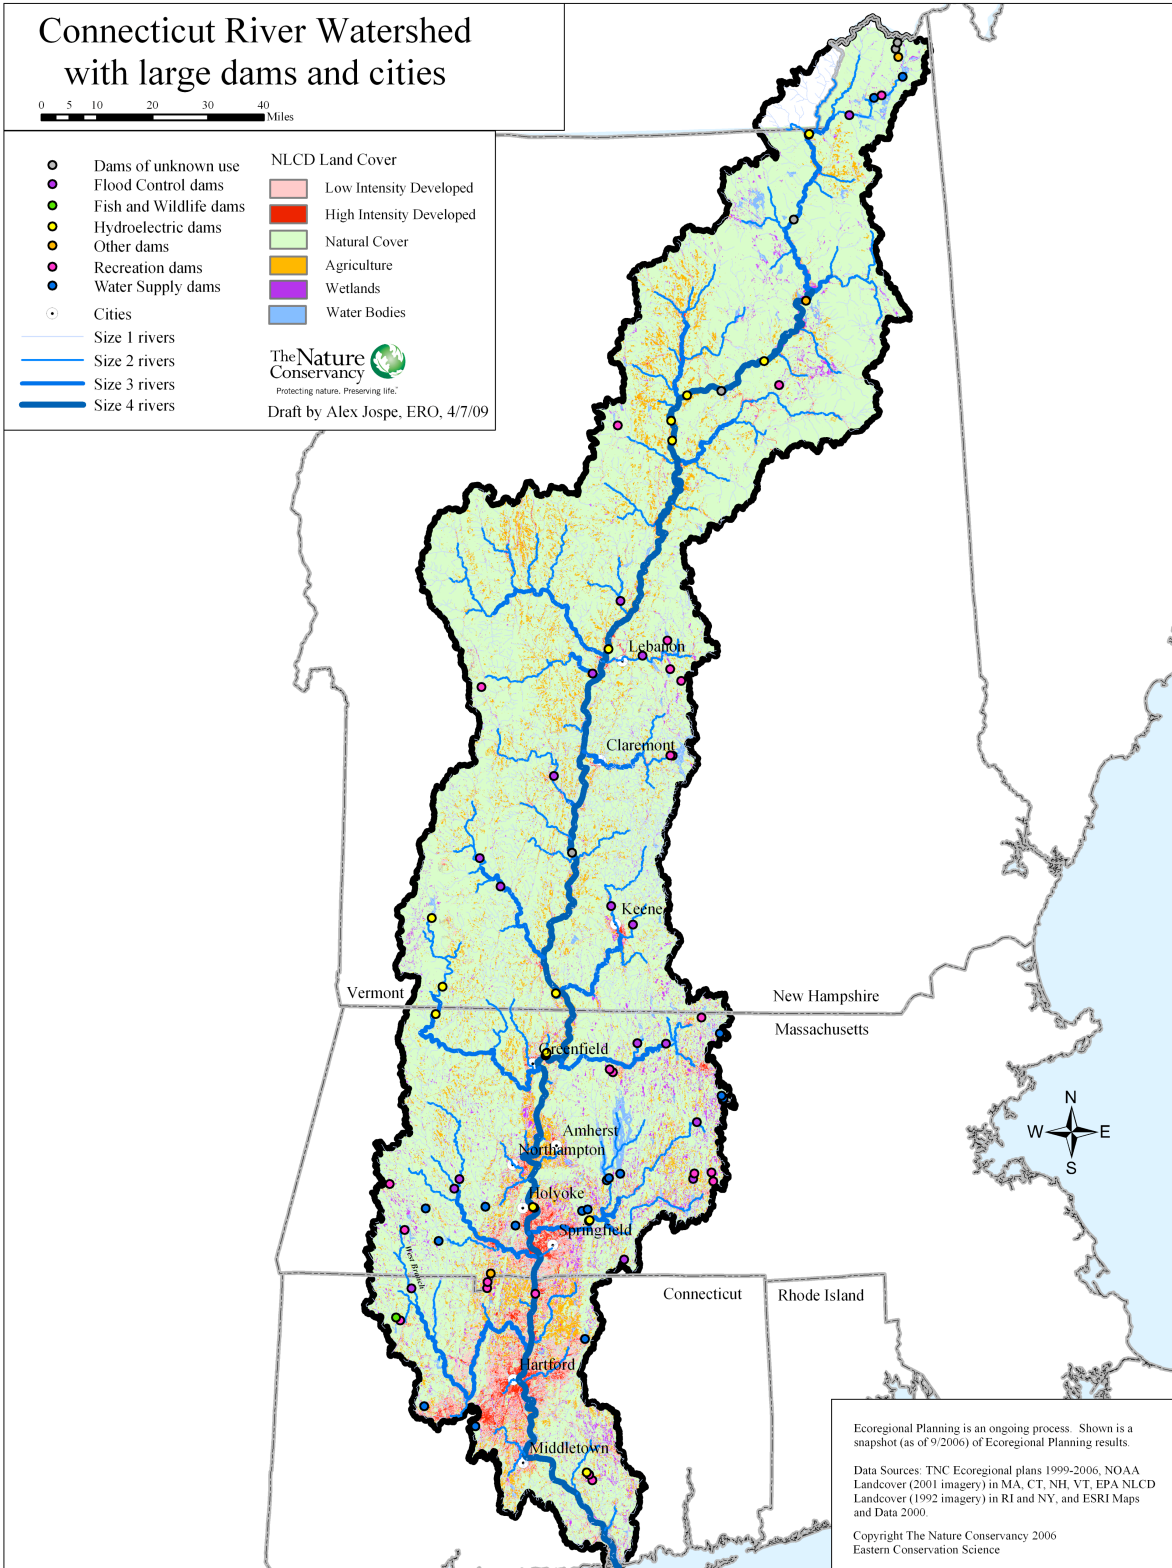 Connecticut River Watershed
with large dams and cities
0 5 10 20 30 40
Miles
Dams of unknown use
Flood Control dams
Fish and Wildlife dams
Hydroelectric dams
Other dams
Recreation dams
Water Supply dams
Cities
Size 1 rivers
Size 2 rivers
Size 3 rivers
Size 4 rivers
NLCD Land Cover
Low Intensity Developed
High Intensity Developed
Natural Cover
Agriculture
Wetlands
Water Bodies
The Nature
Conservancy
Protecting nature. Preserving life.
Draft by Alex Jospe, ERO, 4/7/09
Lebanon
Claremont
Keene
Vermont
New Hampshire
Massachusetts
Greenfield
Amherst
Northampton
Holyoke
Springfield
West Branch
Connecticut
Rhode Island
Hartford
Middletown
N
W E
S
Ecoregional Planning is an ongoing process. Shown is a
snapshot (as of 9/2006) of Ecoregional Planning results.
Data Sources: TNC Ecoregional plans 1999-2006, NOAA
Landcover (2001 imagery) in MA, CT, NH, VT, EPA NLCD
Landcover (1992 imagery) in RI and NY, and ESRI Maps
and Data 2000.
Copyright The Nature Conservancy 2006
Eastern Conservation Science